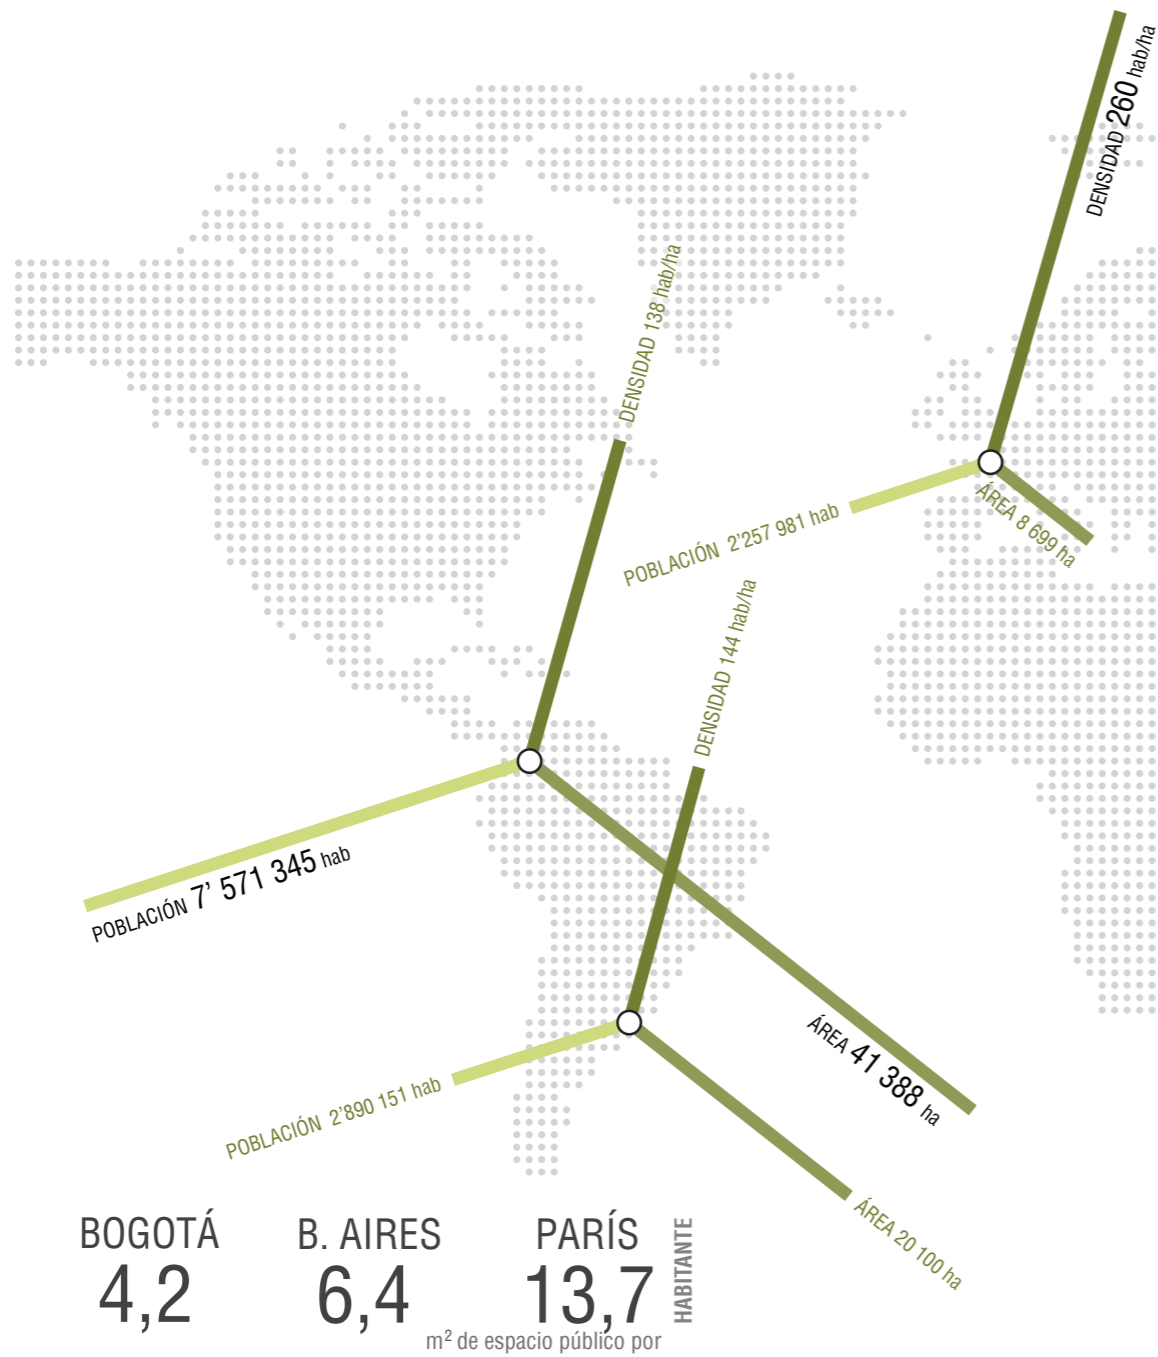 DENSIDAD 260 hab/ha
DENSIDAD 138 hab/ha
ÁREA 8 699 ha
POBLACIÓN 2'257 981 hab
DENSIDAD 144 hab/ha
POBLACIÓN 7' 571 345 hab
ÁREA 41 388 ha
POBLACIÓN 2'890 151 hab
ÁREA 20 100 ha
BOGOTÁ
4,2
B. AIRES
6,4
PARÍS
13,7
m² de espacio público por
HABITANTE